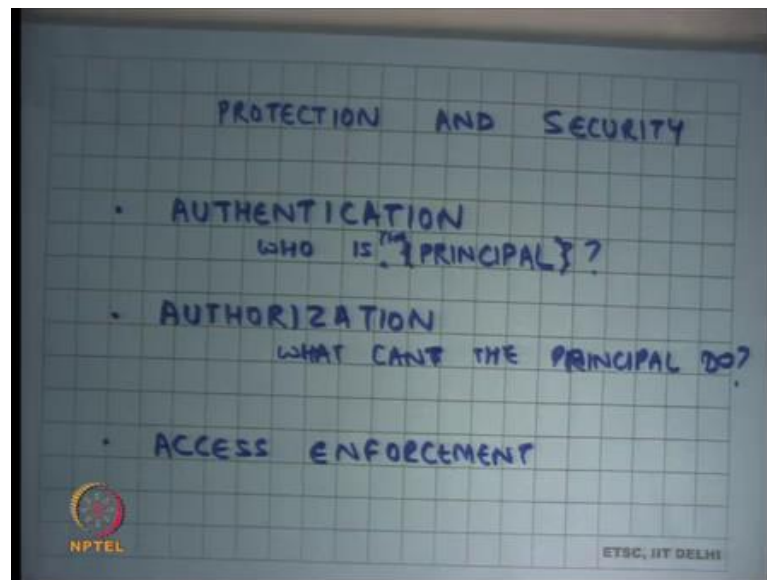 PROTECTION AND SECURITY
• AUTHENTICATION
WHO IS THE {PRINCIPAL}?
• AUTHORIZATION
WHAT CANT THE PRINCIPAL DO?
• ACCESS ENFORCEMENT
NPTEL
ETSC, IIT DELHI